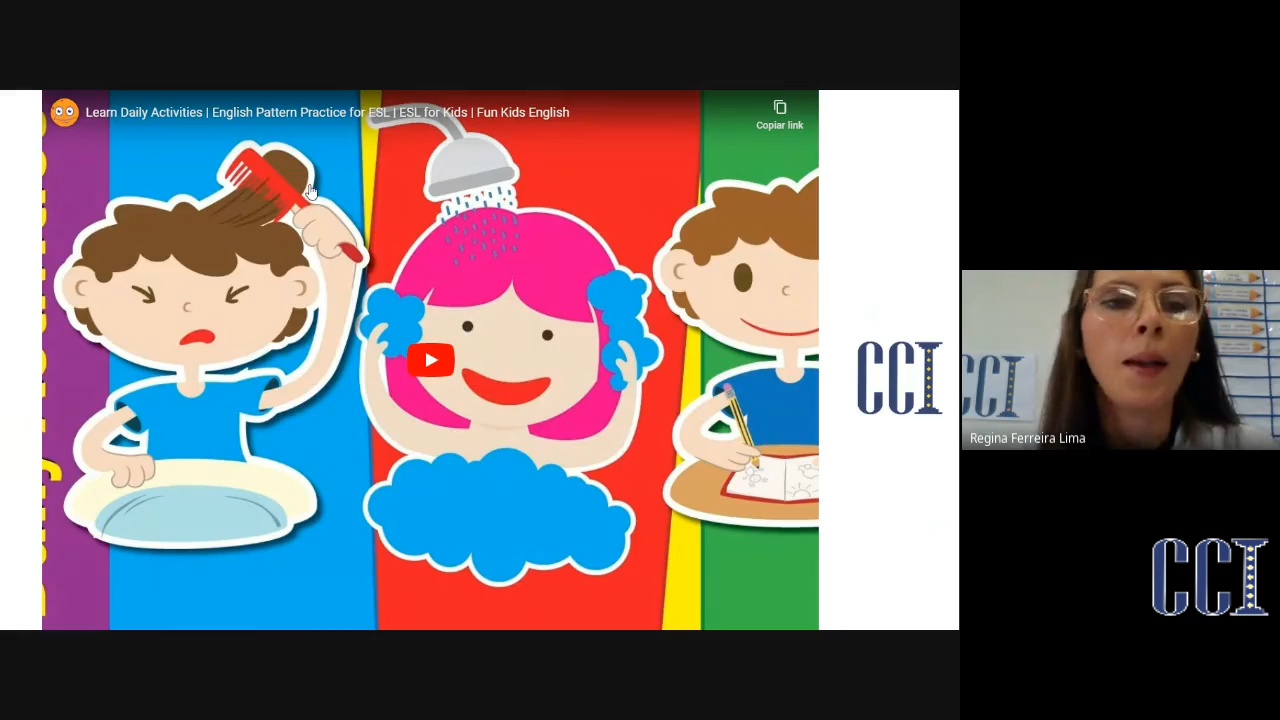 Learn Daily Activities | English Pattern Practice for ESL | ESL for Kids | Fun Kids English
Copiar link
CCI
CCI
Regina Ferreira Lima
CCI